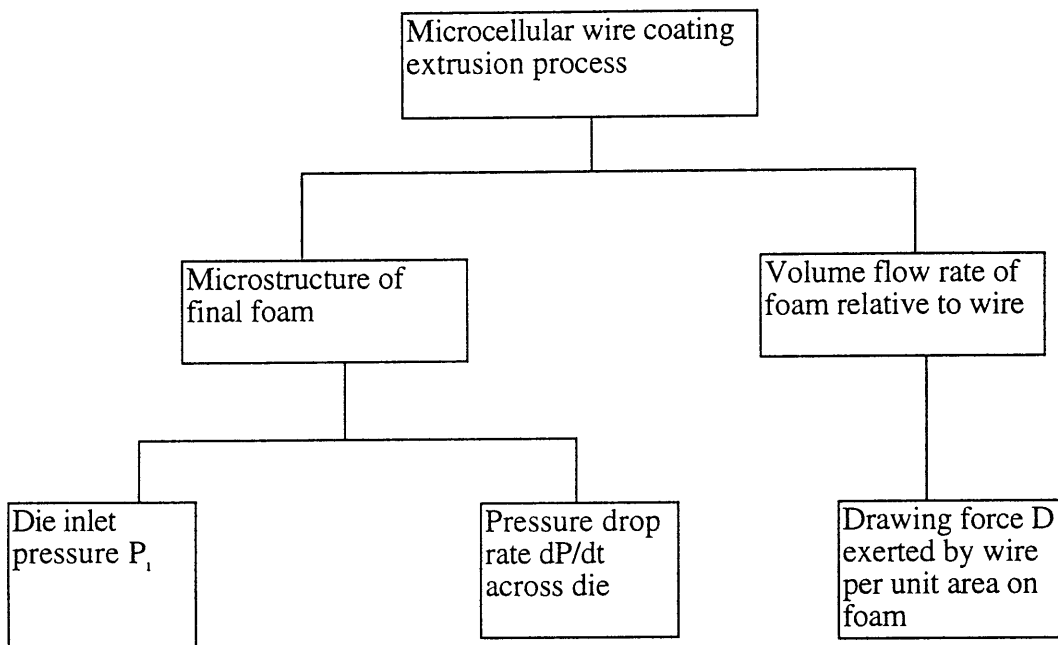 Microcellular wire coating
extrusion process
Microstructure of
final foam
Volume flow rate of
foam relative to wire
Die inlet
pressure P₁
Pressure drop
rate dP/dt
across die
Drawing force D
exerted by wire
per unit area on
foam